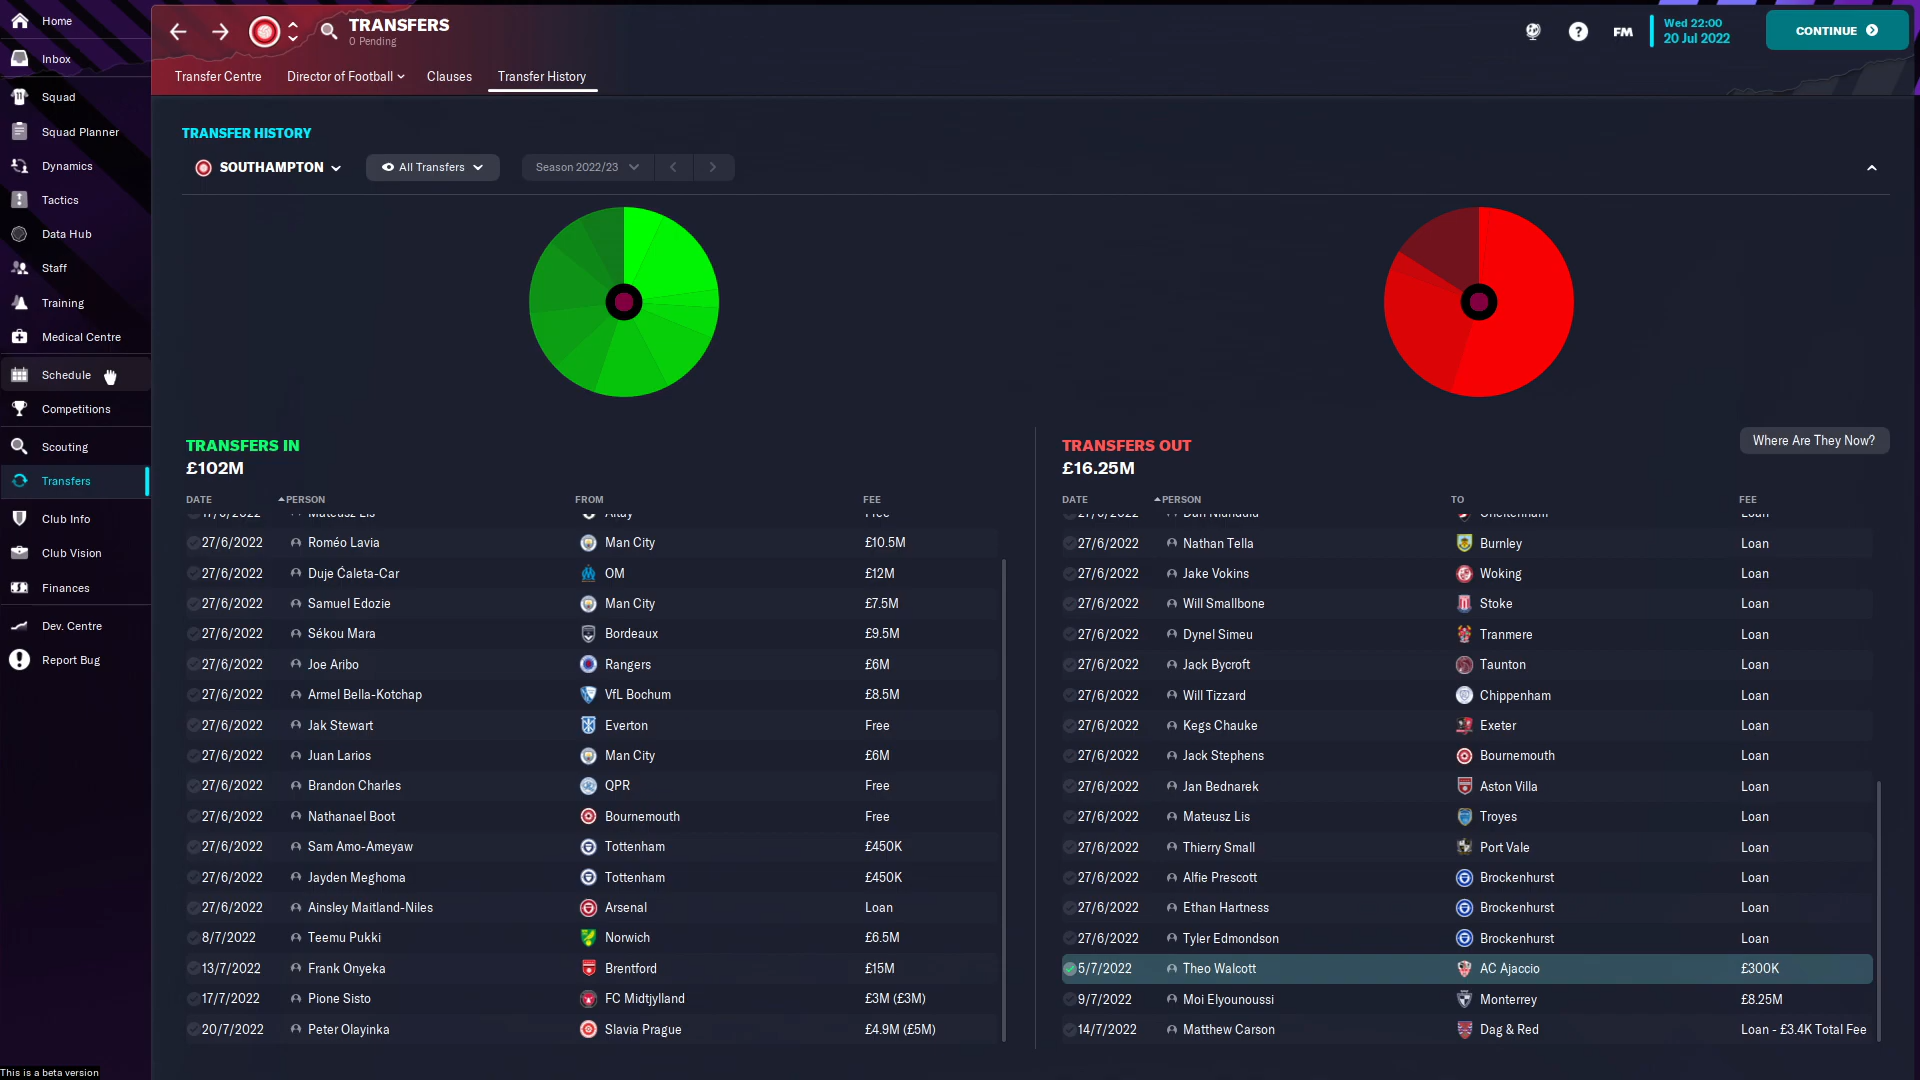 Home
Inbox
Squad
Squad Planner
Dynamics
Tactics
Data Hub
Staff
Training
Medical Centre
Schedule
Competitions
Scouting
Transfers
Club Info
Club Vision
Finances
Dev. Centre
Report Bug
This is a beta version
TRANSFERS
0 Pending
FM
Wed 22:00
20 Jul 2022
CONTINUE
Transfer Centre
Director of Football
Clauses
Transfer History
TRANSFER HISTORY
SOUTHAMPTON
All Transfers
Season 2022/23
TRANSFERS IN
£102M
DATE PERSON FROM FEE
17/6/2022 Mateusz Lis Altay Free
27/6/2022 Roméo Lavia Man City £10.5M
27/6/2022 Duje Ćaleta-Car OM £12M
27/6/2022 Samuel Edozie Man City £7.5M
27/6/2022 Sékou Mara Bordeaux £9.5M
27/6/2022 Joe Aribo Rangers £6M
27/6/2022 Armel Bella-Kotchap VfL Bochum £8.5M
27/6/2022 Jak Stewart Everton Free
27/6/2022 Juan Larios Man City £6M
27/6/2022 Brandon Charles QPR Free
27/6/2022 Nathanael Boot Bournemouth Free
27/6/2022 Sam Amo-Ameyaw Tottenham £450K
27/6/2022 Jayden Meghoma Tottenham £450K
27/6/2022 Ainsley Maitland-Niles Arsenal Loan
8/7/2022 Teemu Pukki Norwich £6.5M
13/7/2022 Frank Onyeka Brentford £15M
17/7/2022 Pione Sisto FC Midtjylland £3M (£3M)
20/7/2022 Peter Olayinka Slavia Prague £4.9M (£5M)
TRANSFERS OUT
£16.25M
Where Are They Now?
DATE PERSON TO FEE
27/6/2022 Dan Nlundulu Cheltenham Loan
27/6/2022 Nathan Tella Burnley Loan
27/6/2022 Jake Vokins Woking Loan
27/6/2022 Will Smallbone Stoke Loan
27/6/2022 Dynel Simeu Tranmere Loan
27/6/2022 Jack Bycroft Taunton Loan
27/6/2022 Will Tizzard Chippenham Loan
27/6/2022 Kegs Chauke Exeter Loan
27/6/2022 Jack Stephens Bournemouth Loan
27/6/2022 Jan Bednarek Aston Villa Loan
27/6/2022 Mateusz Lis Troyes Loan
27/6/2022 Thierry Small Port Vale Loan
27/6/2022 Alfie Prescott Brockenhurst Loan
27/6/2022 Ethan Hartness Brockenhurst Loan
27/6/2022 Tyler Edmondson Brockenhurst Loan
5/7/2022 Theo Walcott AC Ajaccio £300K
9/7/2022 Moi Elyounoussi Monterrey £8.25M
14/7/2022 Matthew Carson Dag & Red Loan - £3.4K Total Fee